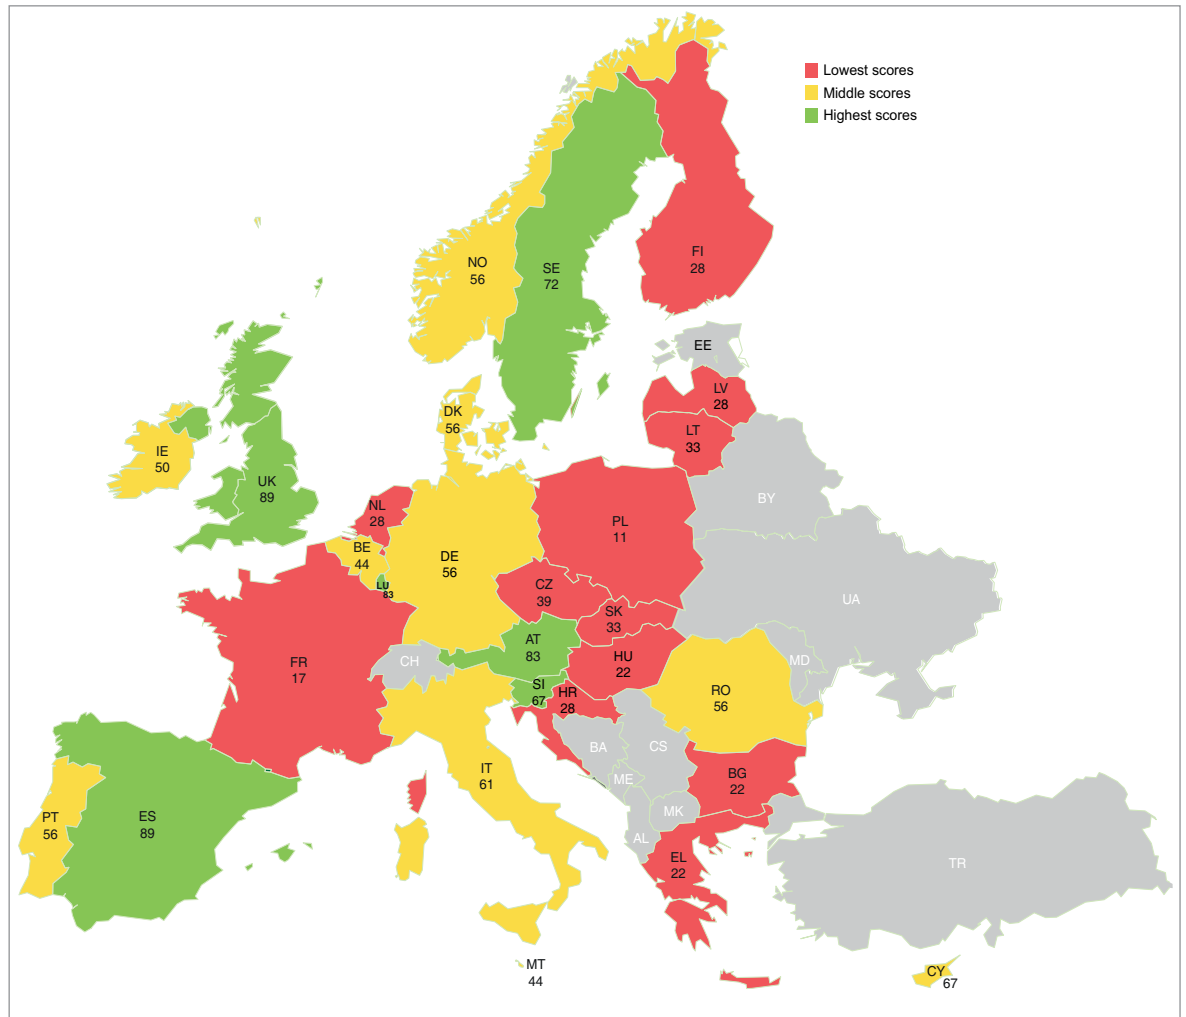 Lowest scores
Middle scores
Highest scores
FI
28
NO
56
SE
72
EE
LV
28
DK
56
LT
33
IE
50
UK
89
NL
28
BY
PL
11
BE
44
DE
56
LU
83
CZ
39
UA
SK
33
AT
83
HU
22
CH
FR
17
MD
SI
67
HR
28
RO
56
BA
CS
IT
61
ME
BG
22
MK
PT
56
ES
89
AL
EL
22
TR
MT
44
CY
67